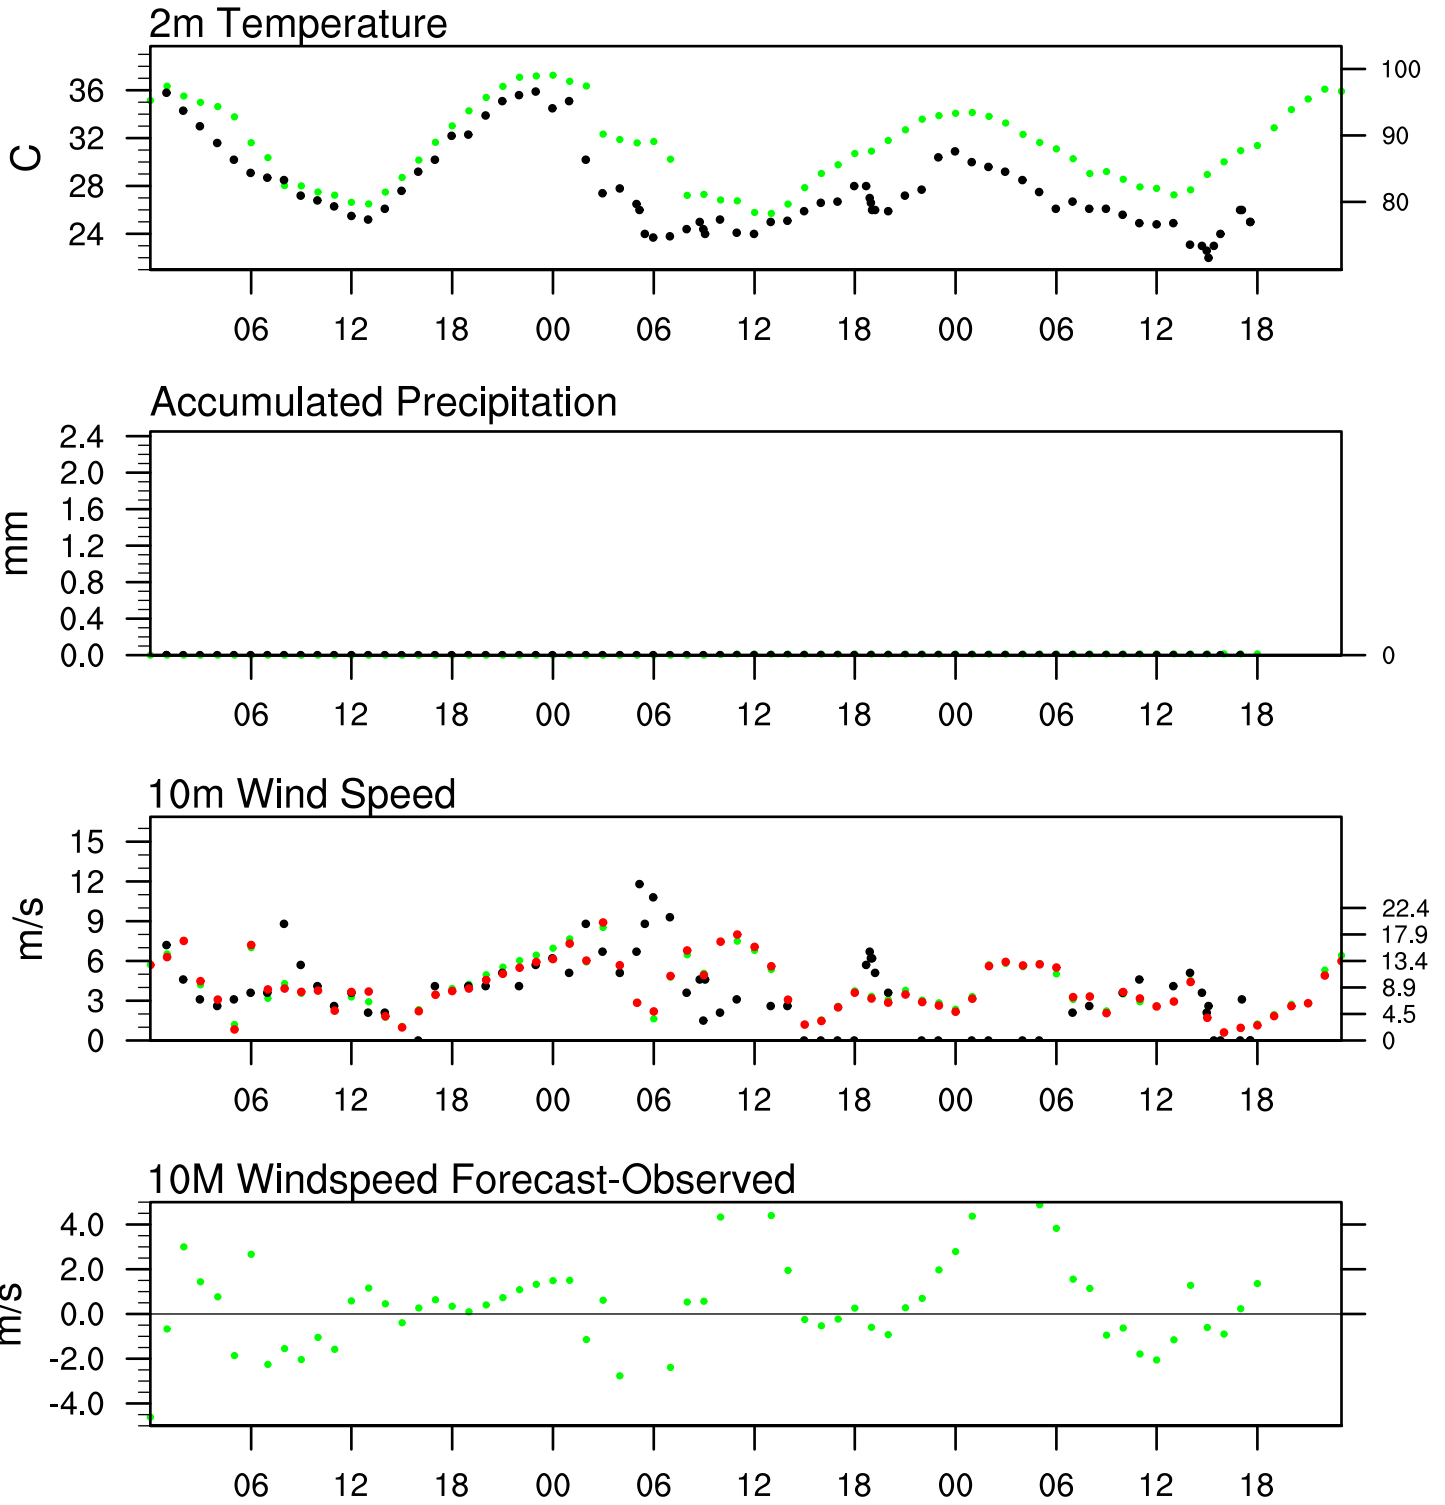 2m Temperature
36
32
28
24
C
100
90
80
06 12 18 00 06 12 18 00 06 12 18
Accumulated Precipitation
2.4
2.0
1.6
1.2
0.8
0.4
0.0
mm
0
06 12 18 00 06 12 18 00 06 12 18
10m Wind Speed
15
12
9
6
3
0
m/s
22.4
17.9
13.4
8.9
4.5
0
06 12 18 00 06 12 18 00 06 12 18
10M Windspeed Forecast-Observed
4.0
2.0
0.0
-2.0
-4.0
m/s
06 12 18 00 06 12 18 00 06 12 18